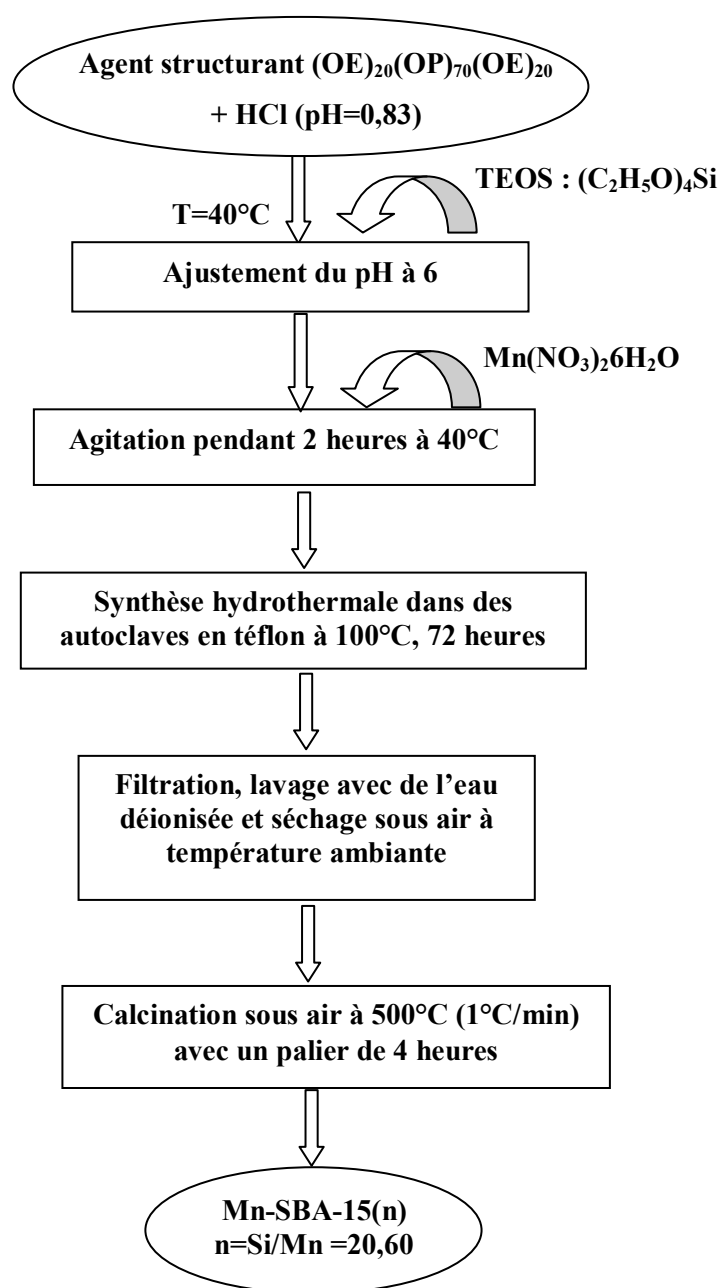 Agent structurant (OE)₂₀(OP)₇₀(OE)₂₀
+ HCl (pH=0,83)
TEOS : (C₂H₅O)₄Si
T=40°C
Ajustement du pH à 6
Mn(NO₃)₂6H₂O
Agitation pendant 2 heures à 40°C
Synthèse hydrothermale dans des
autoclaves en téflon à 100°C, 72 heures
Filtration, lavage avec de l’eau
déionisée et séchage sous air à
température ambiante
Calcination sous air à 500°C (1°C/min)
avec un palier de 4 heures
Mn-SBA-15(n)
n=Si/Mn =20,60